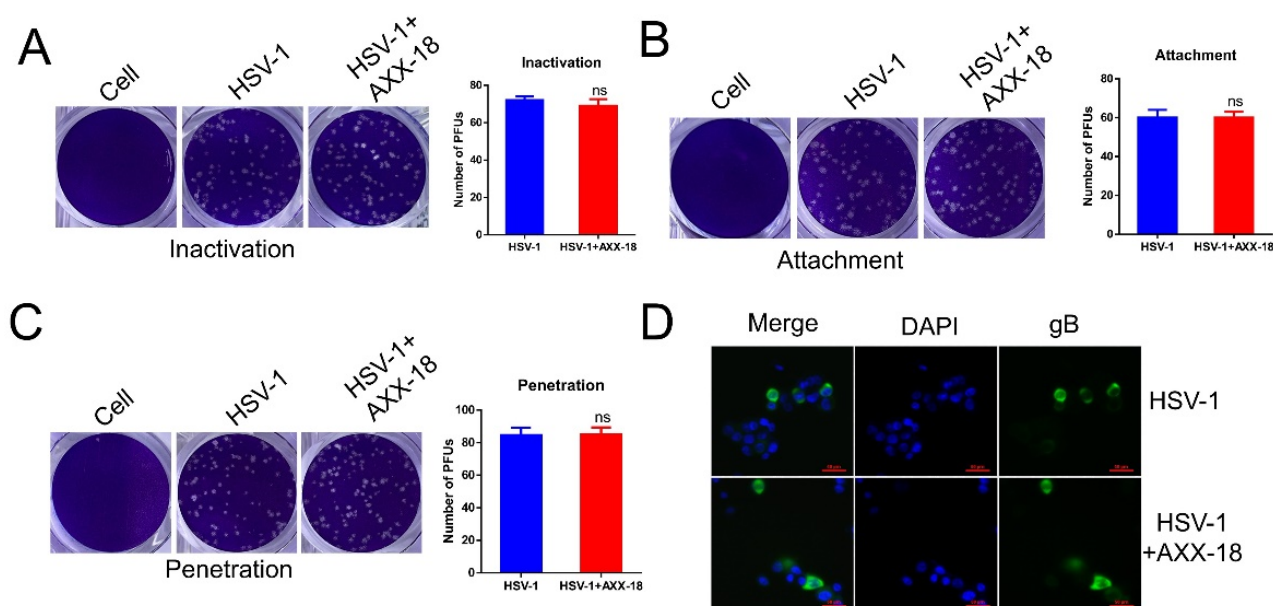 A
Cell
HSV-1
HSV-1+
AXX-18
Inactivation
Inactivation
Number of PFUs
80
60
40
20
0
ns
HSV-1
HSV-1+AXX-18
B
Cell
HSV-1
HSV-1+
AXX-18
Attachment
Attachment
Number of PFUs
80
60
40
20
0
ns
HSV-1
HSV-1+AXX-18
C
Cell
HSV-1
HSV-1+
AXX-18
Penetration
Penetration
Number of PFUs
100
80
60
40
20
0
ns
HSV-1
HSV-1+AXX-18
D
Merge
DAPI
gB
HSV-1
HSV-1
+AXX-18